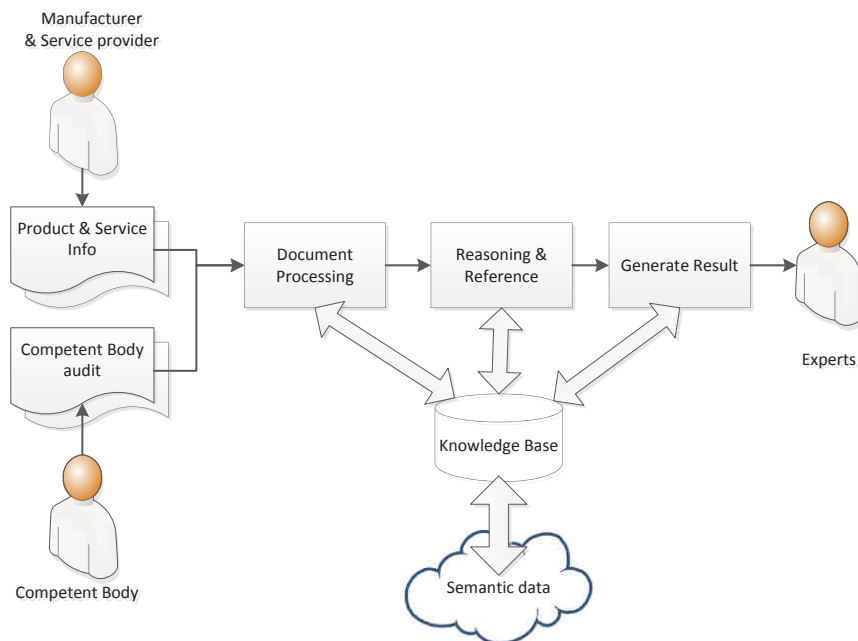 Manufacturer
& Service provider
Product & Service
Info
Document
Processing
Reasoning &
Reference
Generate Result
Experts
Competent Body
audit
Knowledge Base
Semantic data
Competent Body